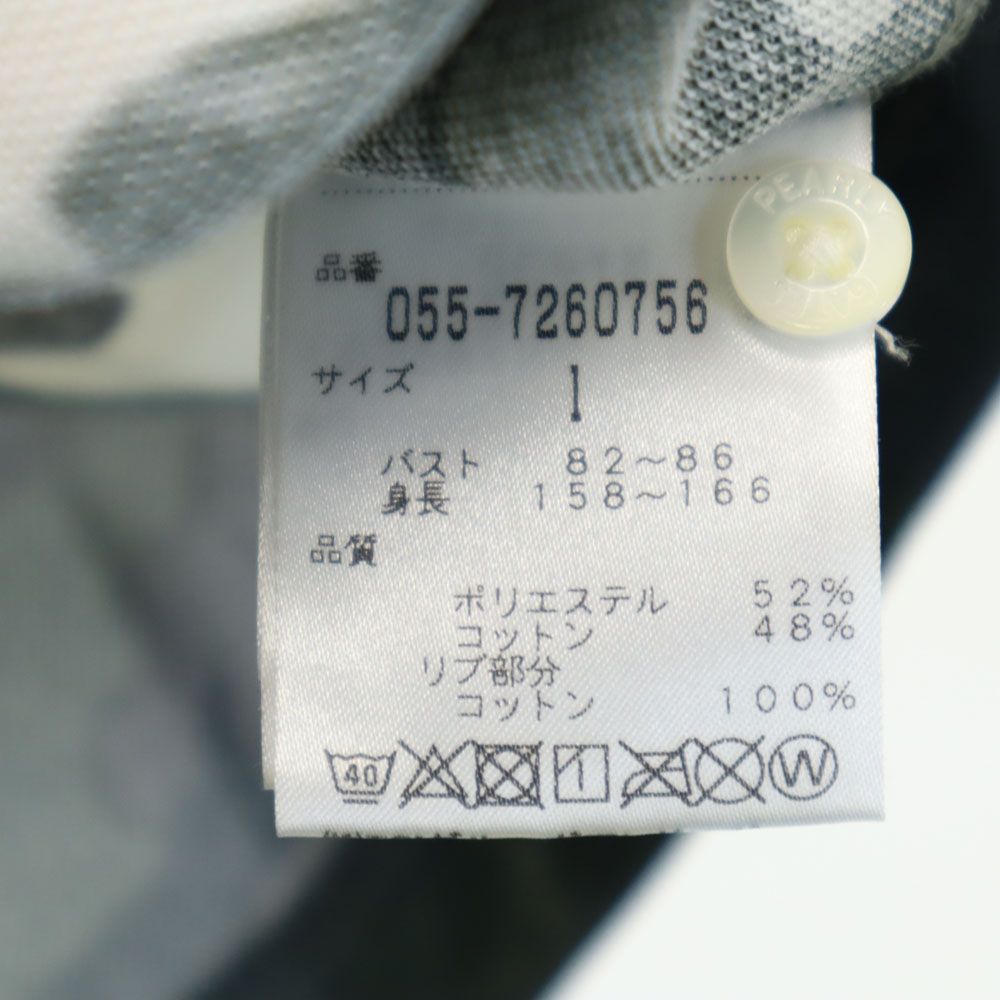 PEARLY
GATES
品番
055-7260756
サイズ
1
バスト 82~86
身長 158~166
品質
ポリエステル 52%
コットン 48%
リブ部分
コットン 100%
40
W